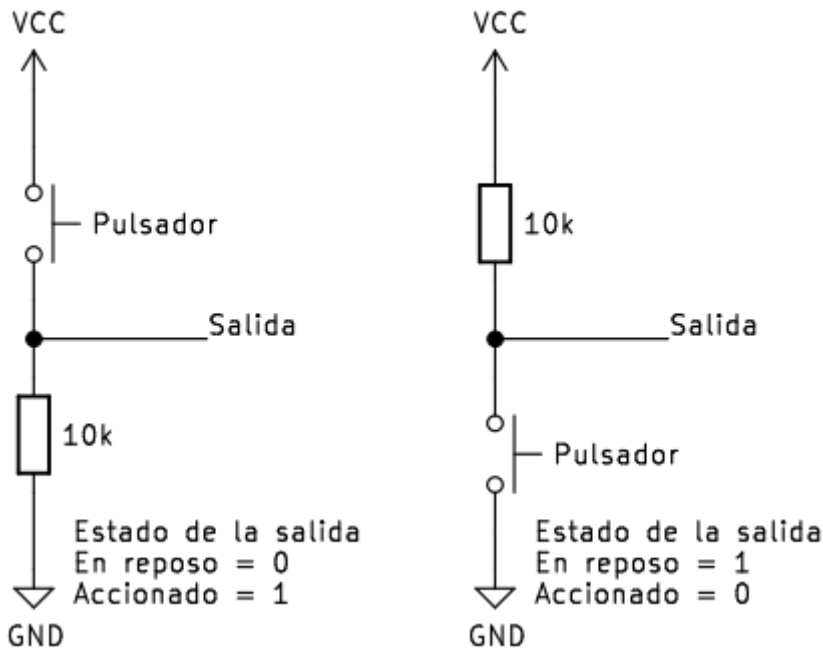 VCC
Pulsador
Salida
10k
Estado de la salida
En reposo = 0
Accionado = 1
GND
VCC
10k
Salida
Pulsador
Estado de la salida
En reposo = 1
Accionado = 0
GND